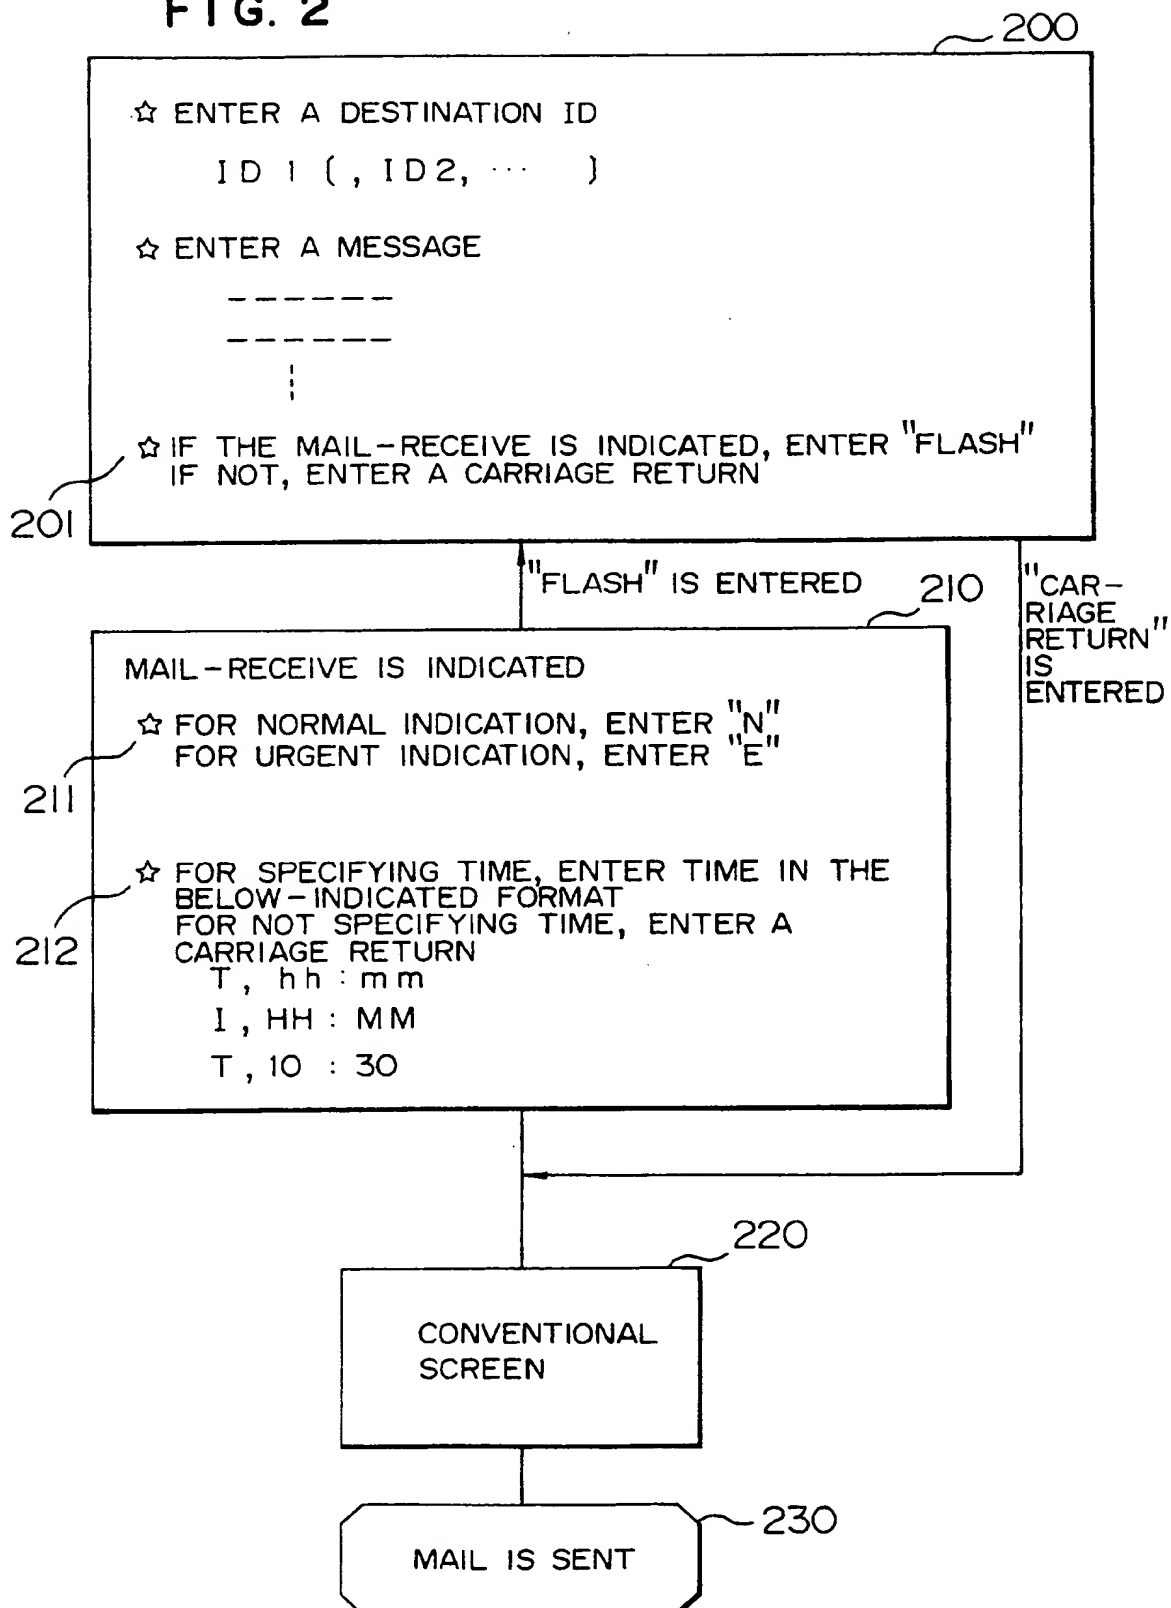 FIG. 2
200
☆ ENTER A DESTINATION ID
ID 1 (, ID2, ··· )
☆ ENTER A MESSAGE
☆ IF THE MAIL-RECEIVE IS INDICATED, ENTER "FLASH"
IF NOT, ENTER A CARRIAGE RETURN
201
"FLASH" IS ENTERED
"CAR-
RIAGE
RETURN"
IS
ENTERED
210
MAIL-RECEIVE IS INDICATED
☆ FOR NORMAL INDICATION, ENTER "N"
FOR URGENT INDICATION, ENTER "E"
211
☆ FOR SPECIFYING TIME, ENTER TIME IN THE
BELOW-INDICATED FORMAT
FOR NOT SPECIFYING TIME, ENTER A
CARRIAGE RETURN
212
T, hh : mm
I, HH : MM
T, 10 : 30
220
CONVENTIONAL
SCREEN
230
MAIL IS SENT